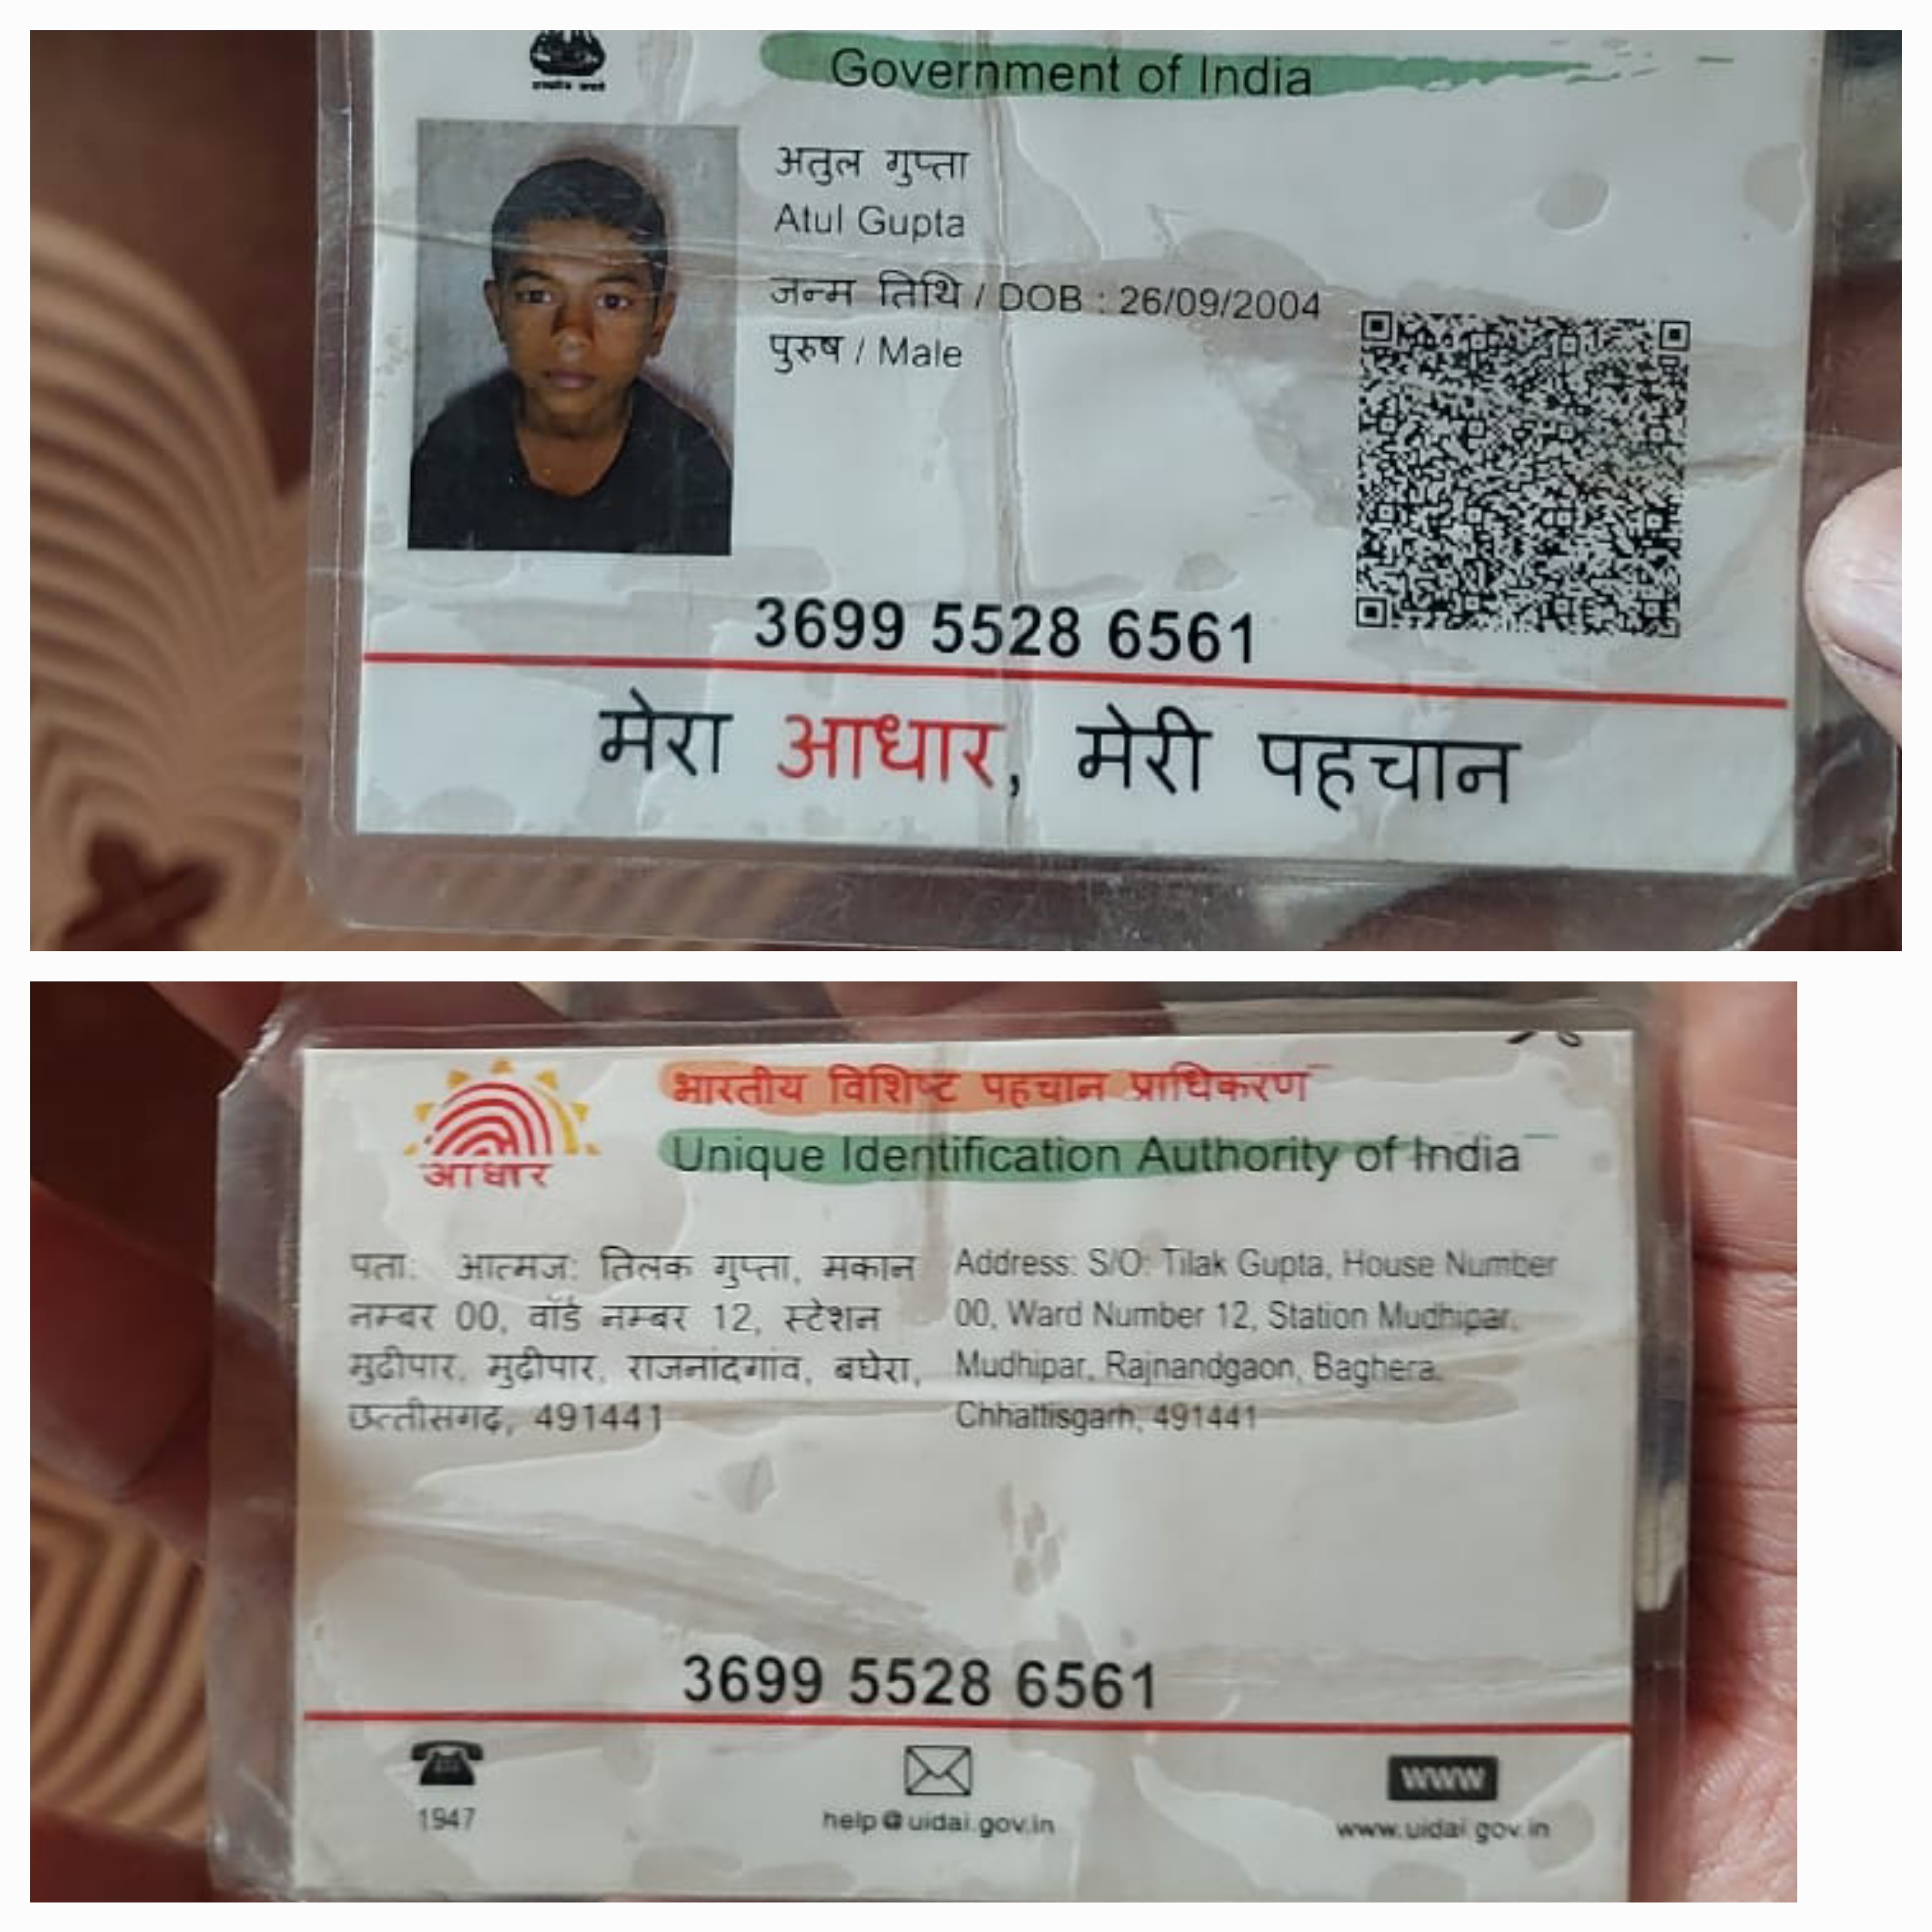 Government of India
अतुल गुप्ता
Atul Gupta
जन्म तिथि / DOB : 26/09/2004
पुरुष / Male
3699 5528 6561
मेरा आधार, मेरी पहचान
भारतीय विशिष्ट पहचान प्राधिकरण
Unique Identification Authority of India
आधार
पता: आत्मज: तिलक गुप्ता, मकान
नम्बर 00, वॉर्ड नम्बर 12, स्टेशन
मुढीपार, मुढीपार, राजनांदगांव, बघेरा,
छत्तीसगढ़, 491441
Address: S/O: Tilak Gupta, House Number
00, Ward Number 12, Station Mudhipar,
Mudhipar, Rajnandgaon, Baghera,
Chhattisgarh, 491441
3699 5528 6561
1947
help@uidai.gov.in
www
www.uidai.gov.in